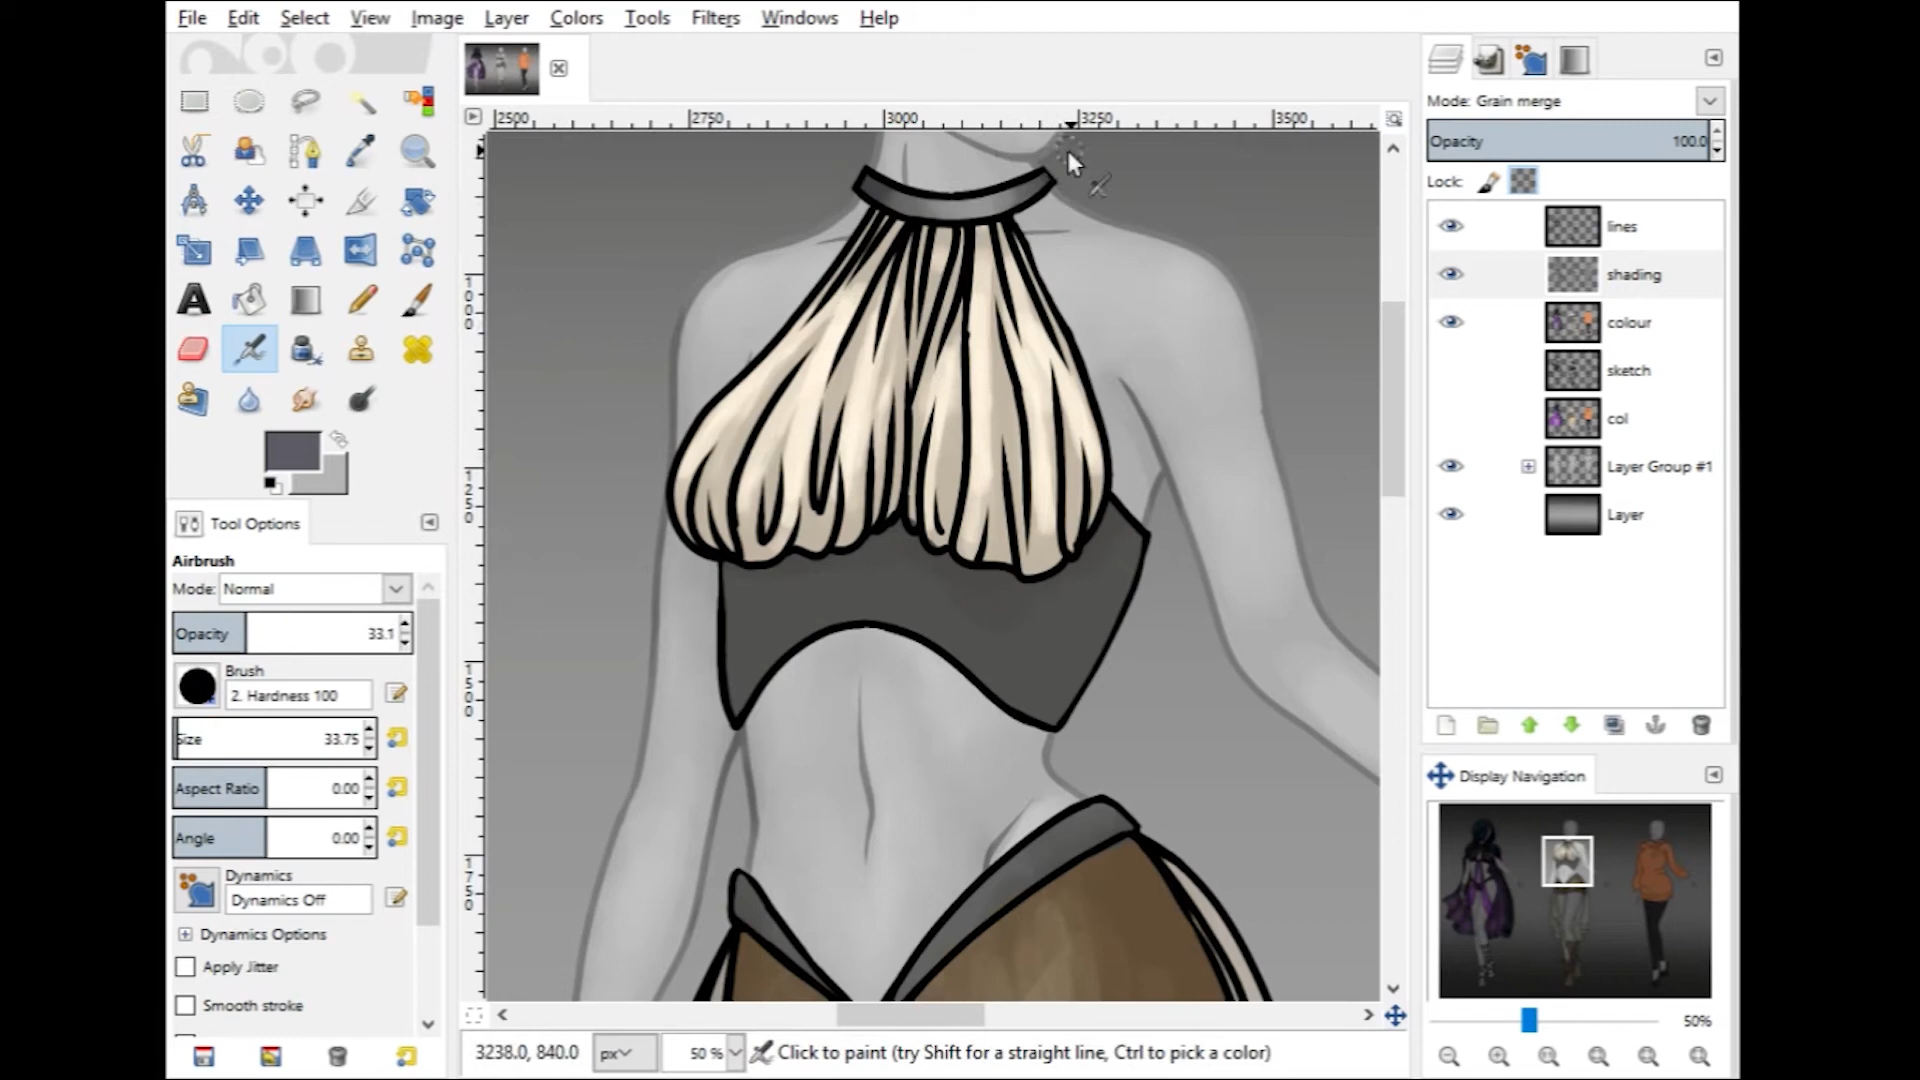 File Edit Select View Image Layer Colors Tools Filters Windows Help
2500 2750 3000 3250 3500
1000
1250
1500
1750
Tool Options
Airbrush
Mode: Normal
Opacity 33.1
Brush
2. Hardness 100
Size 33.75
Aspect Ratio 0.00
Angle 0.00
Dynamics
Dynamics Off
Dynamics Options
Apply Jitter
Smooth stroke
3238.0, 840.0 px 50 % Click to paint (try Shift for a straight line, Ctrl to pick a color)
Mode: Grain merge
Opacity 100.0
Lock:
lines
shading
colour
sketch
col
Layer Group #1
Layer
Display Navigation
50%